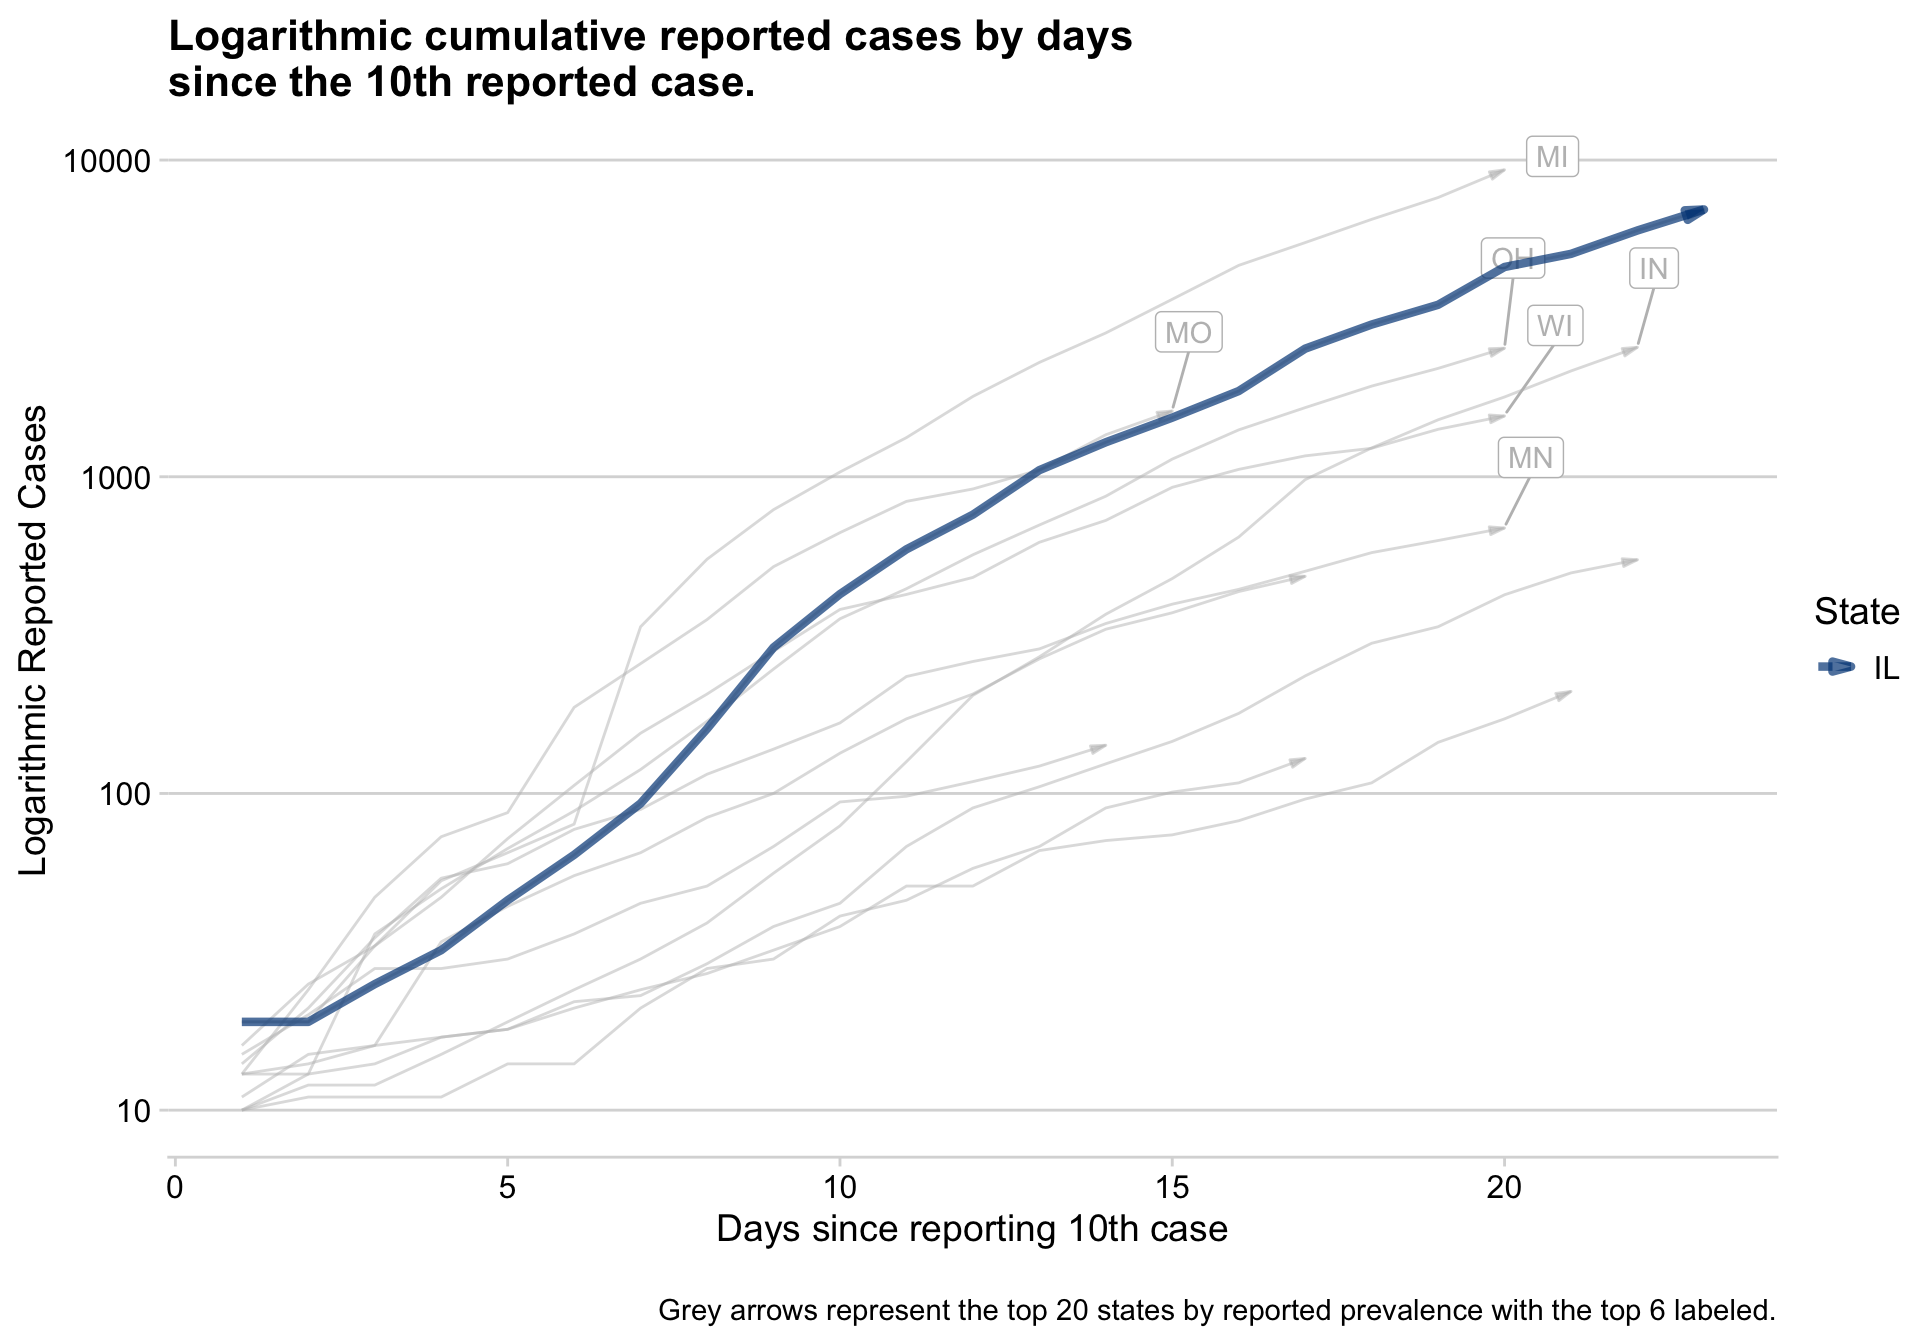 Logarithmic cumulative reported cases by days
since the 10th reported case.
10000
1000
100
10
Logarithmic Reported Cases
MI
OH
IN
WI
MO
MN
State
IL
0 5 10 15 20
Days since reporting 10th case
Grey arrows represent the top 20 states by reported prevalence with the top 6 labeled.